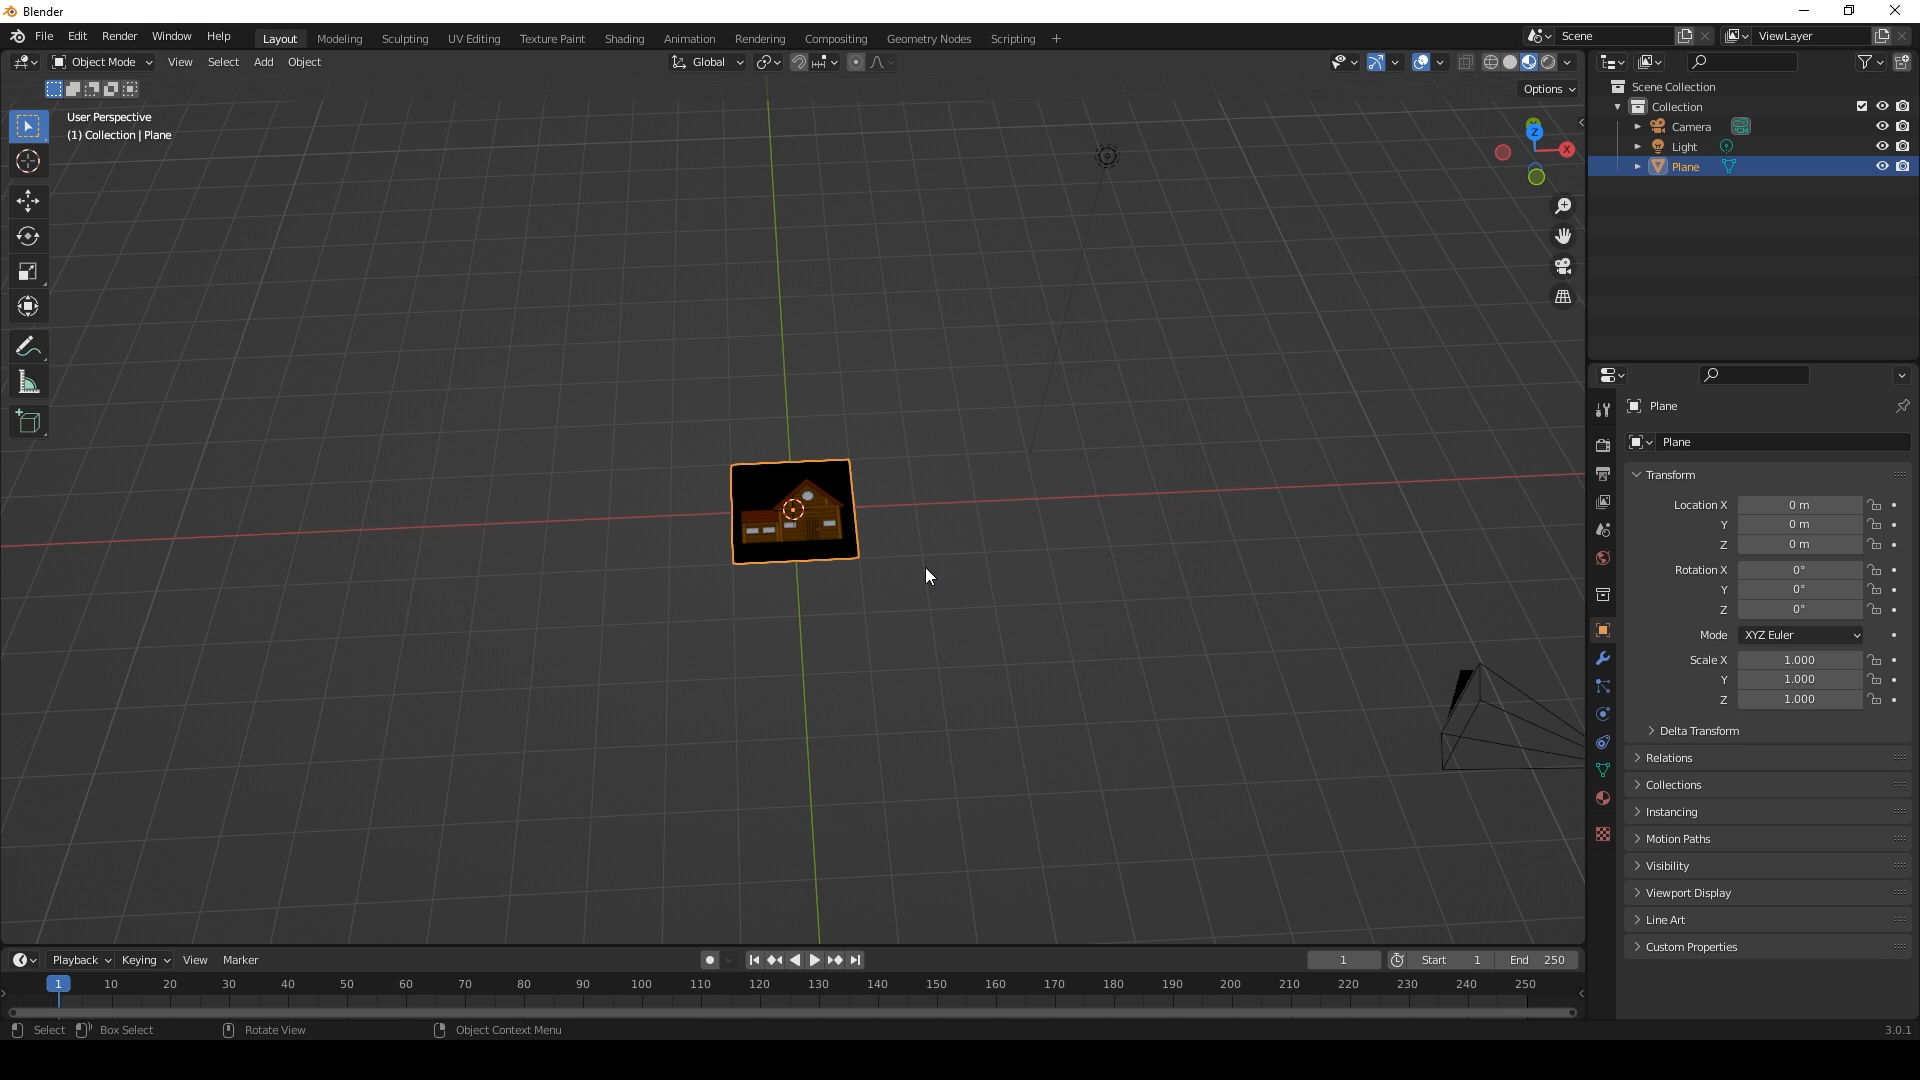 Blender
File Edit Render Window Help Layout Modeling Sculpting UV Editing Texture Paint Shading Animation Rendering Compositing Geometry Nodes Scripting + Scene ViewLayer
Object Mode View Select Add Object Global
Options
User Perspective
(1) Collection | Plane
Z
X
Scene Collection
Collection
Camera
Light
Plane
Plane
Plane
Transform
Location X 0 m
Y 0 m
Z 0 m
Rotation X 0°
Y 0°
Z 0°
Mode XYZ Euler
Scale X 1.000
Y 1.000
Z 1.000
Delta Transform
Relations
Collections
Instancing
Motion Paths
Visibility
Viewport Display
Line Art
Custom Properties
Playback Keying View Marker 1 Start 1 End 250
1 10 20 30 40 50 60 70 80 90 100 110 120 130 140 150 160 170 180 190 200 210 220 230 240 250
Select Box Select Rotate View Object Context Menu 3.0.1